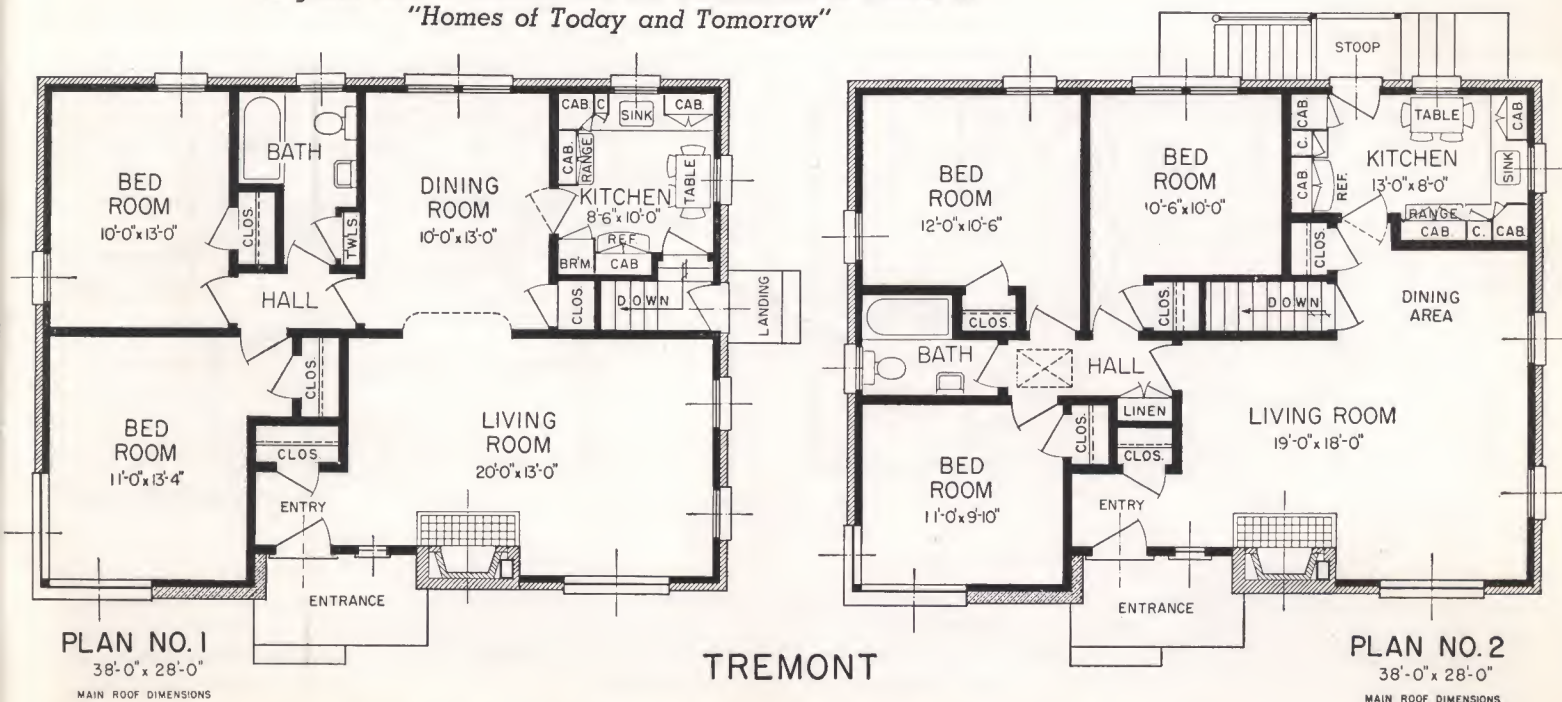 "Homes of Today and Tomorrow"
BED
ROOM
10'-0"x13'-0"
BATH
CLOS.
TWLS.
DINING
ROOM
10'-0"x13'-0"
CAB.
C
SINK
CAB.
CAB.
RANGE
TABLE
KITCHEN
8'-6"x10'-0"
REF.
BR'M.
CAB
HALL
CLOS.
DOWN
LANDING
BED
ROOM
11'-0"x13'-4"
CLOS.
CLOS.
LIVING
ROOM
20'-0"x13'-0"
ENTRY
ENTRANCE
PLAN NO. 1
38'-0"x 28'-0"
MAIN ROOF DIMENSIONS
TREMONT
STOOP
BED
ROOM
12'-0"x10'-6"
BED
ROOM
10'-6"x10'-0"
CAB.
C.
CAB.
REF.
TABLE
CAB.
SINK
KITCHEN
13'-0"x8'-0"
RANGE
CAB.
C.
CAB.
CLOS.
CLOS.
CLOS.
DOWN
DINING
AREA
BATH
HALL
LINEN
CLOS.
CLOS.
LIVING ROOM
19'-0"x18'-0"
BED
ROOM
11'-0"x9'-10"
ENTRY
ENTRANCE
PLAN NO. 2
38'-0"x 28'-0"
MAIN ROOF DIMENSIONS